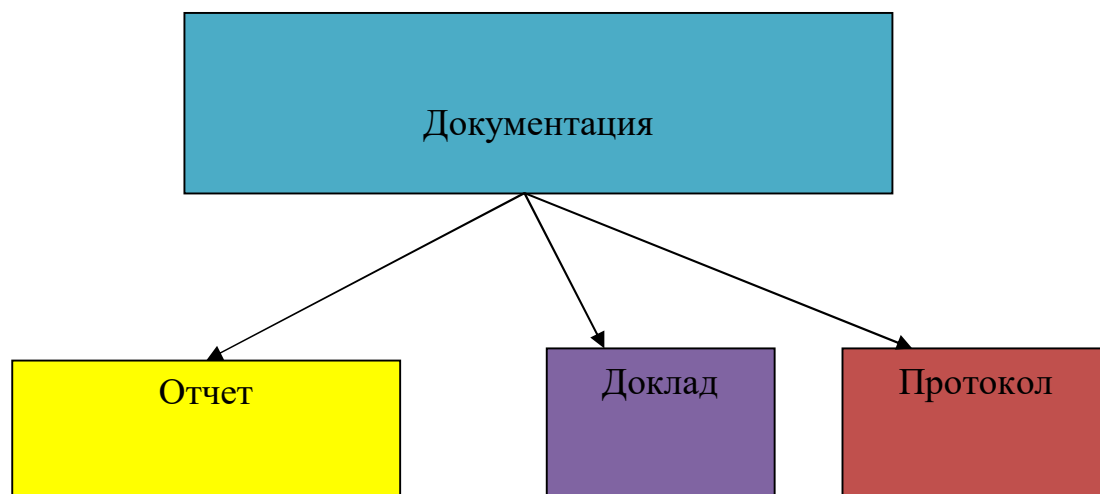 Документация
Отчет
Доклад
Протокол